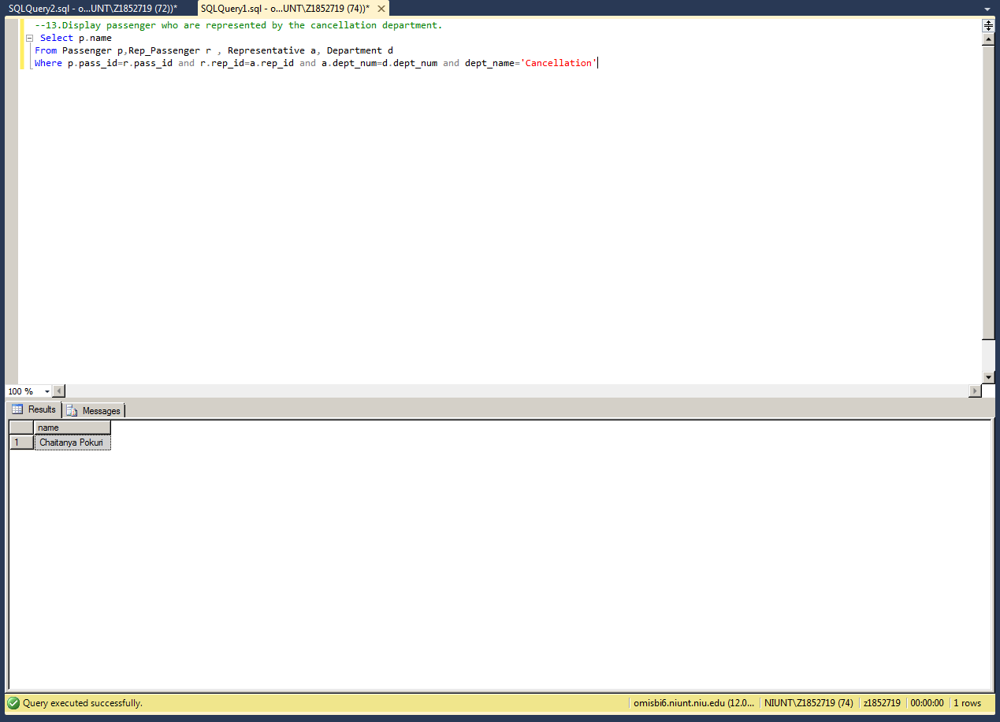 SQLQuery2.sql - o...UNT\Z1852719 (72))*
SQLQuery1.sql - o...UNT\Z1852719 (74))*
--13.Display passenger who are represented by the cancellation department.
Select p.name
From Passenger p,Rep_Passenger r , Representative a, Department d
Where p.pass_id=r.pass_id and r.rep_id=a.rep_id and a.dept_num=d.dept_num and dept_name='Cancellation'
100 %
Results
Messages
name
1 Chaitanya Pokuri
Query executed successfully.
omisbi6.niunt.niu.edu (12.0...
NIUNT\Z1852719 (74)
z1852719
00:00:00
1 rows